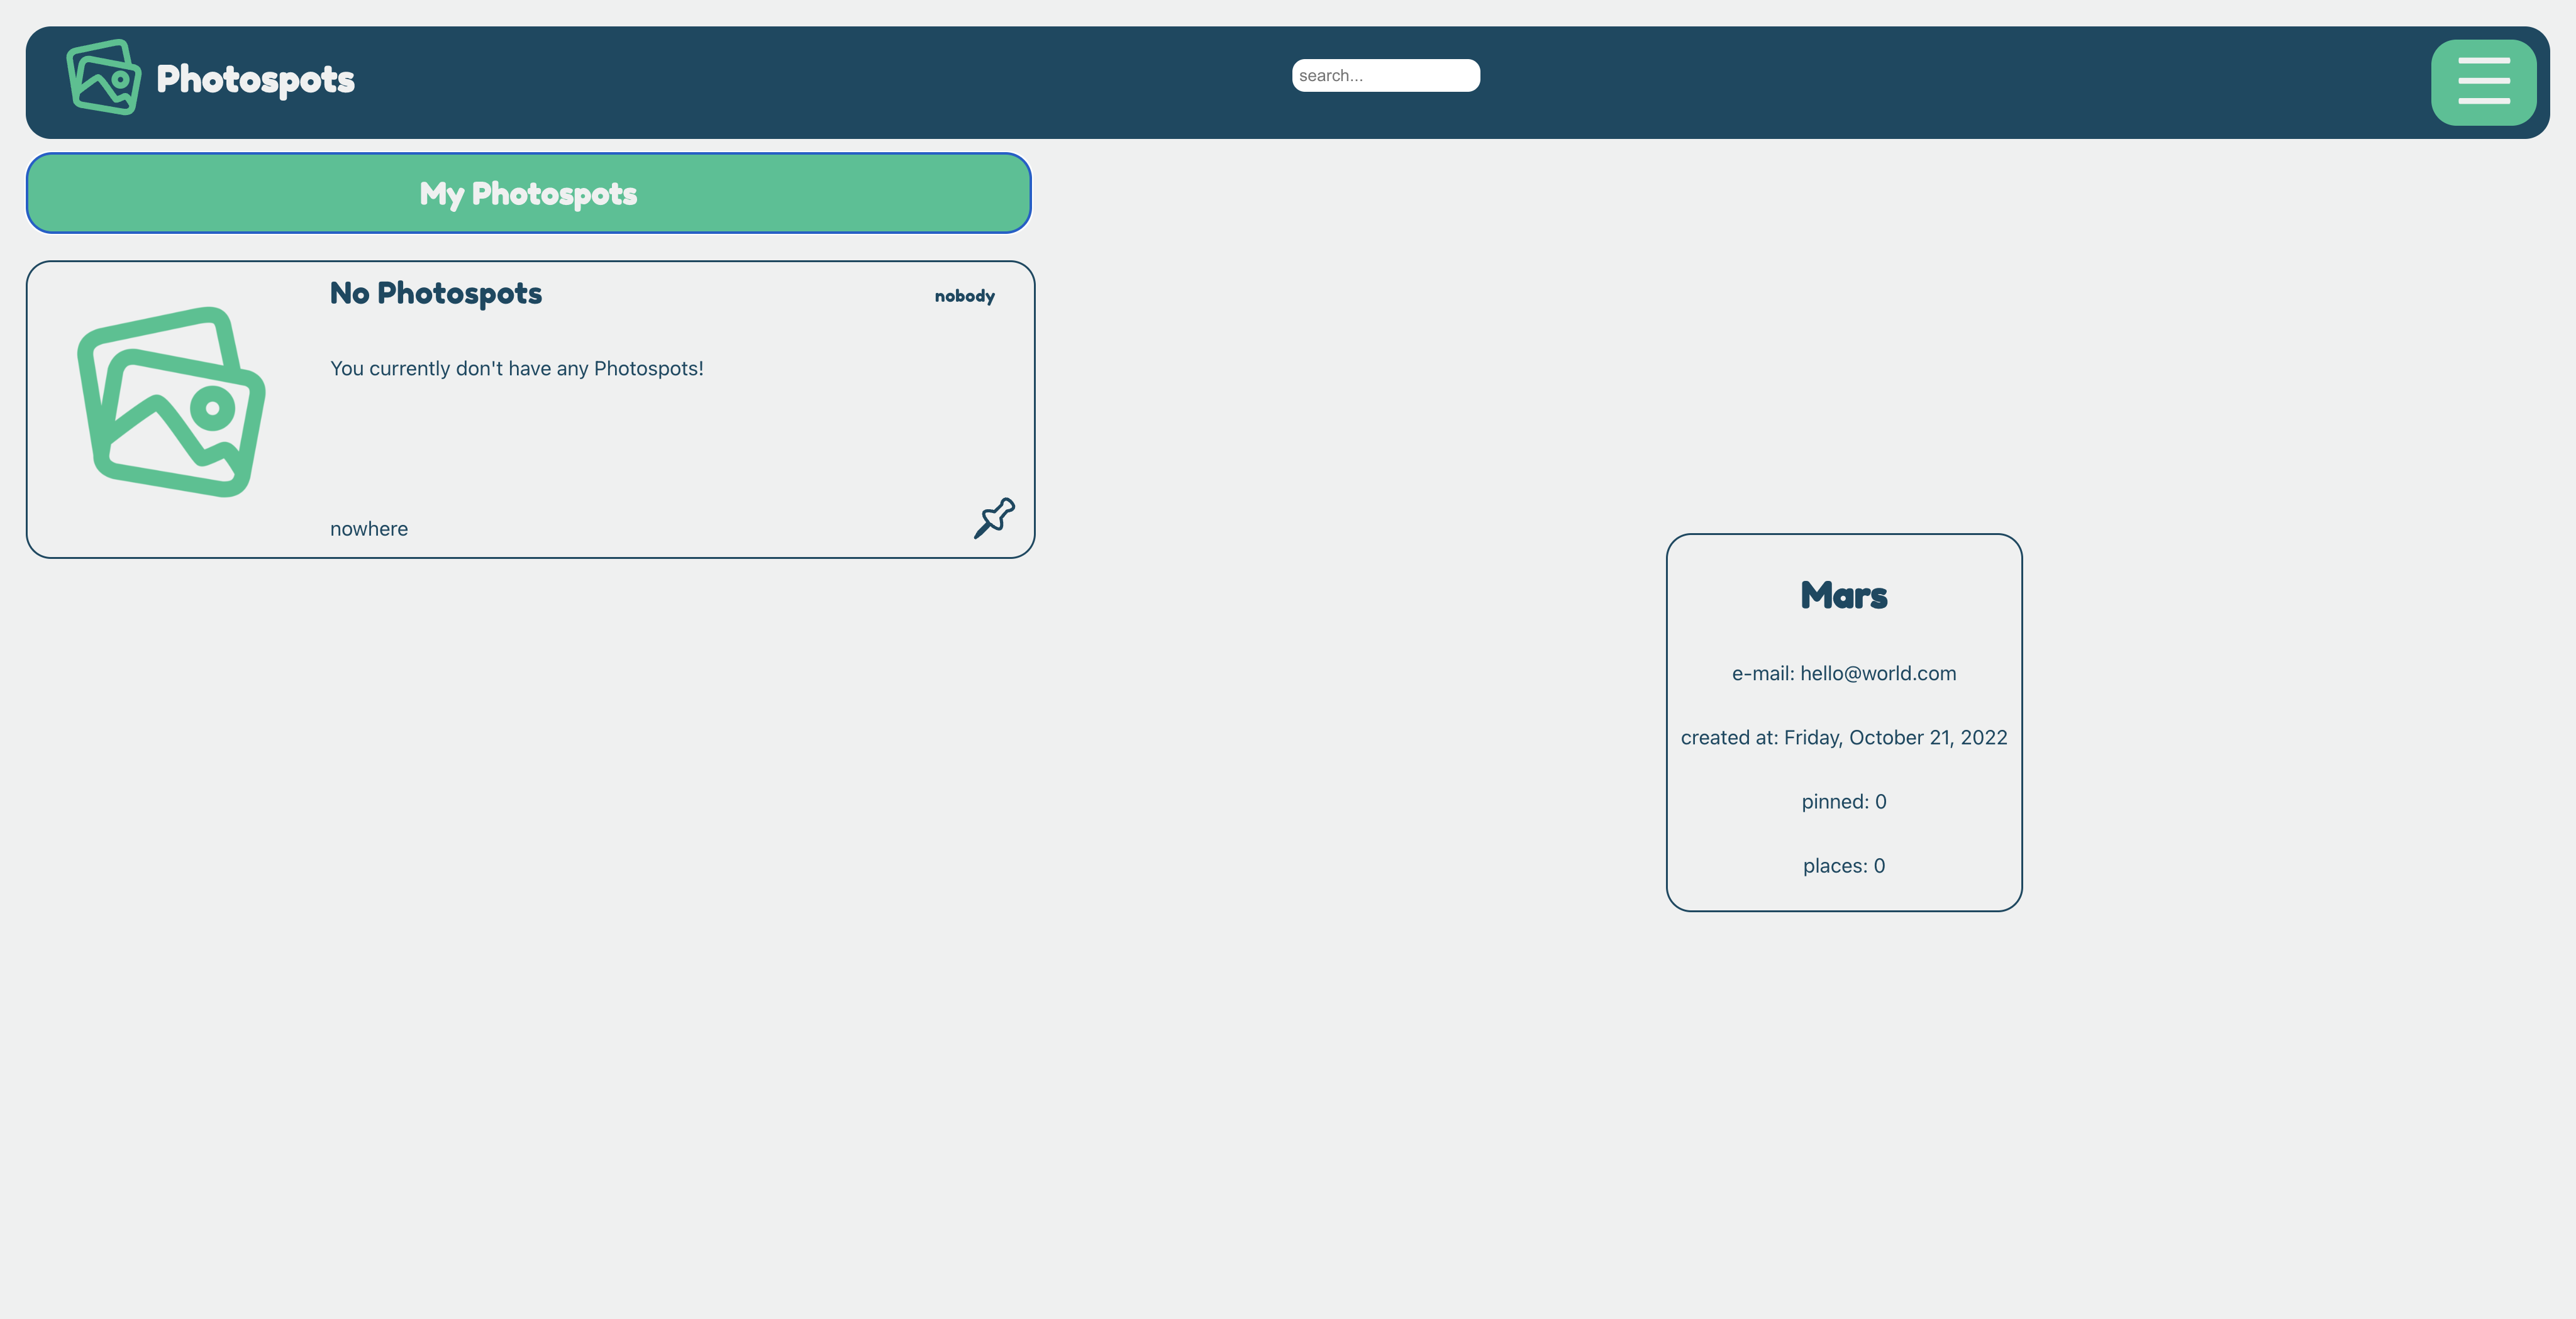 Photospots
search...
My Photospots
No Photospots
nobody
You currently don't have any Photospots!
nowhere
Mars
e-mail: hello@world.com
created at: Friday, October 21, 2022
pinned: 0
places: 0